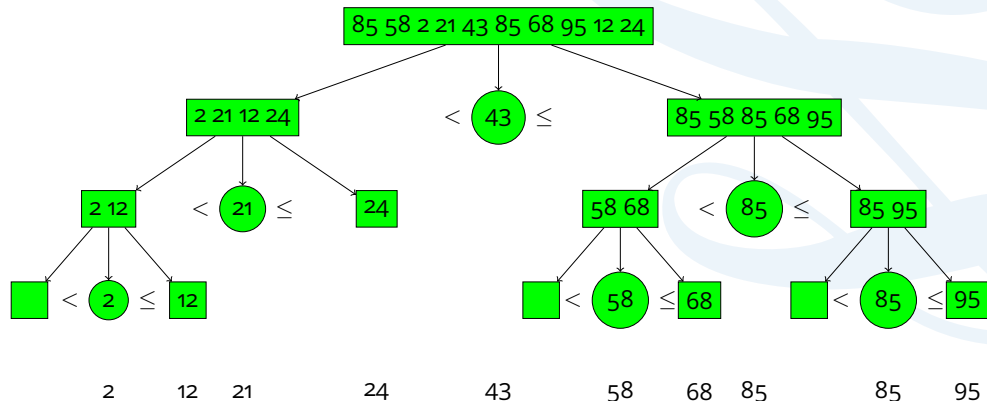 85 58 2 21 43 85 68 95 12 24
2 21 12 24 < 43 ≤ 85 58 85 68 95
2 12 < 21 ≤ 24 58 68 < 85 ≤ 85 95
< 2 ≤ 12 < 58 ≤ 68 < 85 ≤ 95
2 12 21 24 43 58 68 85 85 95